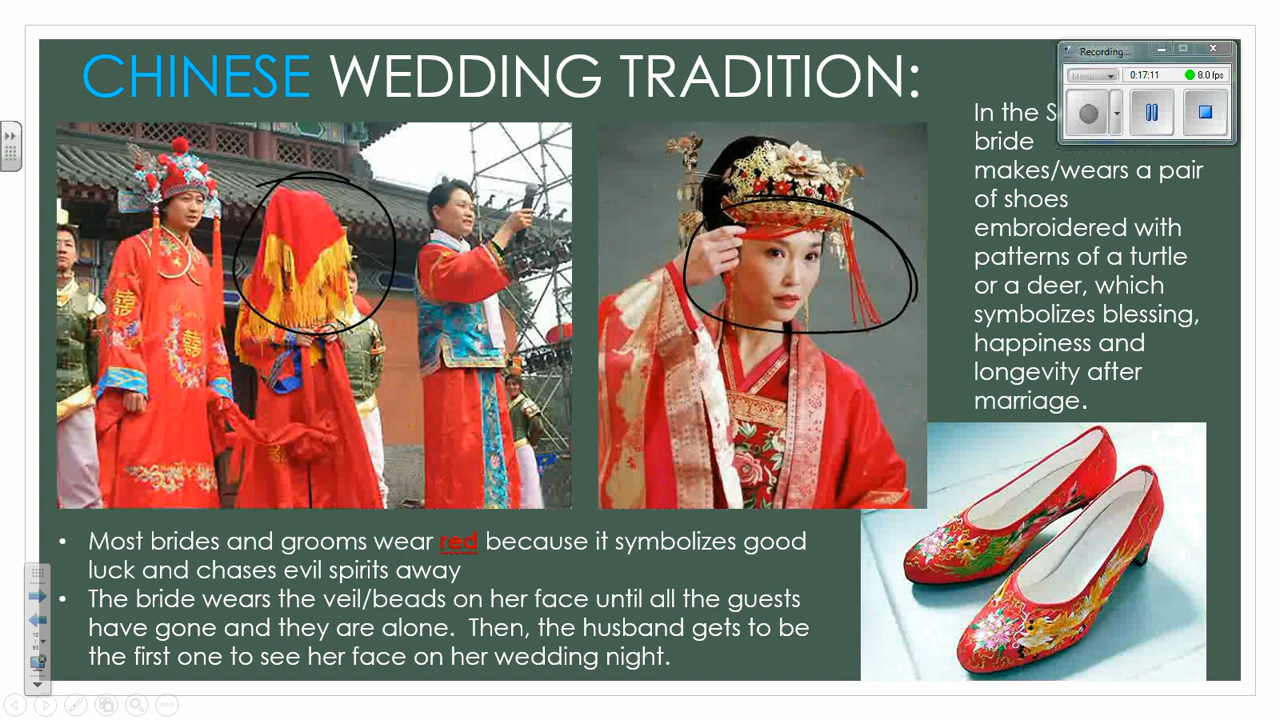 CHINESE WEDDING TRADITION:
Recording...
Menu
0:17:11
8.0 fps
In the
bride
makes/wears a pair
of shoes
embroidered with
patterns of a turtle
or a deer, which
symbolizes blessing,
happiness and
longevity after
marriage.
• Most brides and grooms wear red because it symbolizes good
luck and chases evil spirits away
• The bride wears the veil/beads on her face until all the guests
have gone and they are alone. Then, the husband gets to be
the first one to see her face on her wedding night.